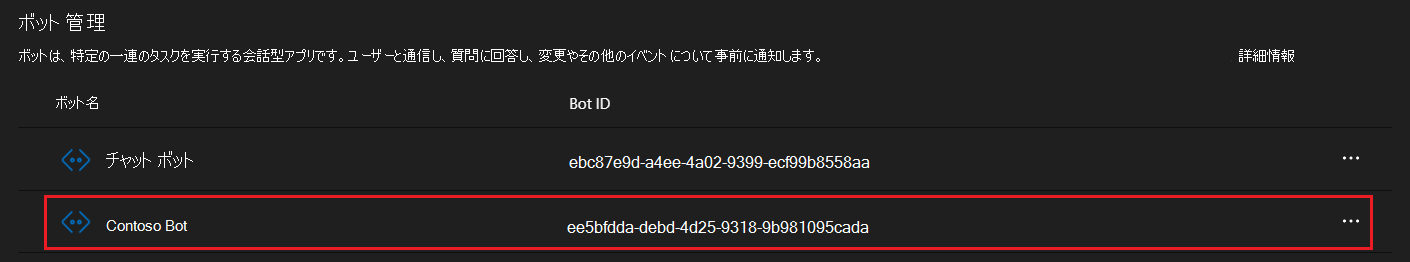 ボット 管理
ボットは、特定の一連のタスクを実行する会話型アプリです。ユーザーと通信し、質問に回答し、変更やその他のイベントについて事前に通知します。 詳細情報
ボット名 Bot ID
チャット ボット ebc87e9d-a4ee-4a02-9399-ecf99b8558aa ...
Contoso Bot ee5bfdda-debd-4d25-9318-9b981095cada ...